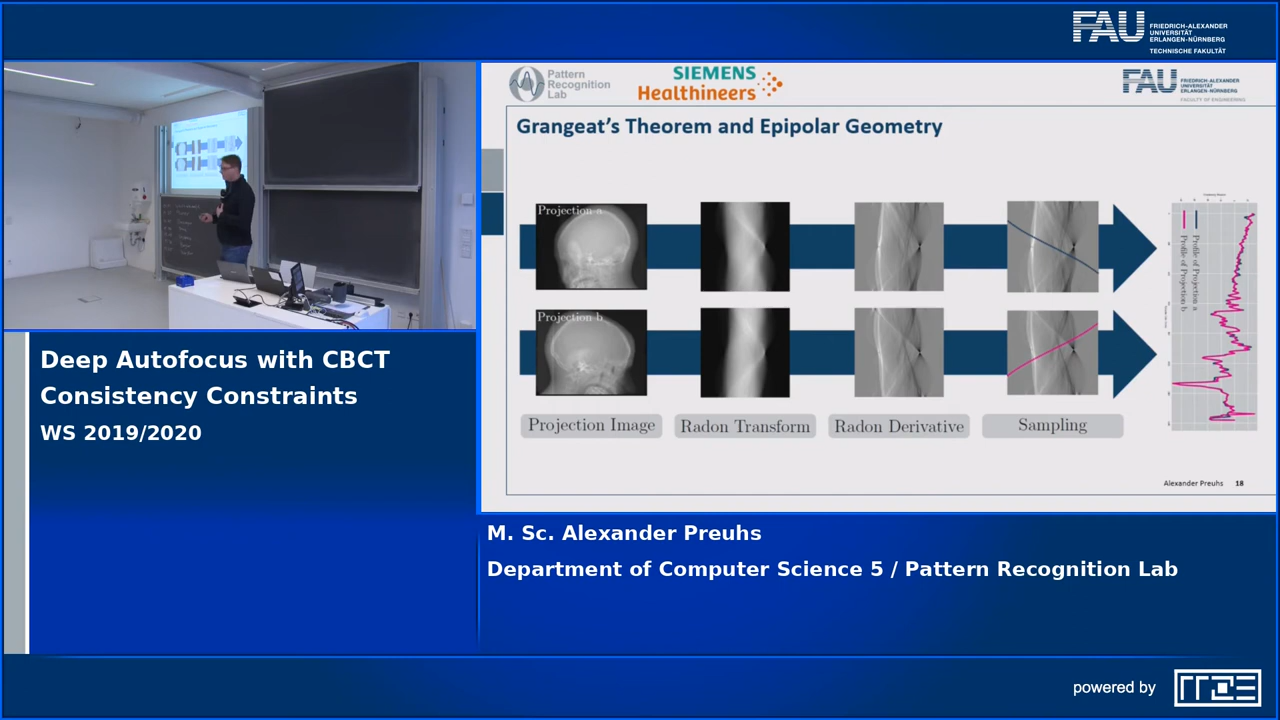 FAU
FRIEDRICH-ALEXANDER
UNIVERSITÄT
ERLANGEN-NÜRNBERG
TECHNISCHE FAKULTÄT
Pattern
Recognition
Lab
SIEMENS
Healthineers
FAU
FRIEDRICH-ALEXANDER
UNIVERSITÄT
ERLANGEN-NÜRNBERG
FACULTY OF ENGINEERING
Grangeat's Theorem and Epipolar Geometry
Projection a
Projection b
Profile of Projection a
Profile of Projection b
Projection Image
Radon Transform
Radon Derivative
Sampling
Alexander Preuhs 18
Deep Autofocus with CBCT
Consistency Constraints
WS 2019/2020
M. Sc. Alexander Preuhs
Department of Computer Science 5 / Pattern Recognition Lab
powered by